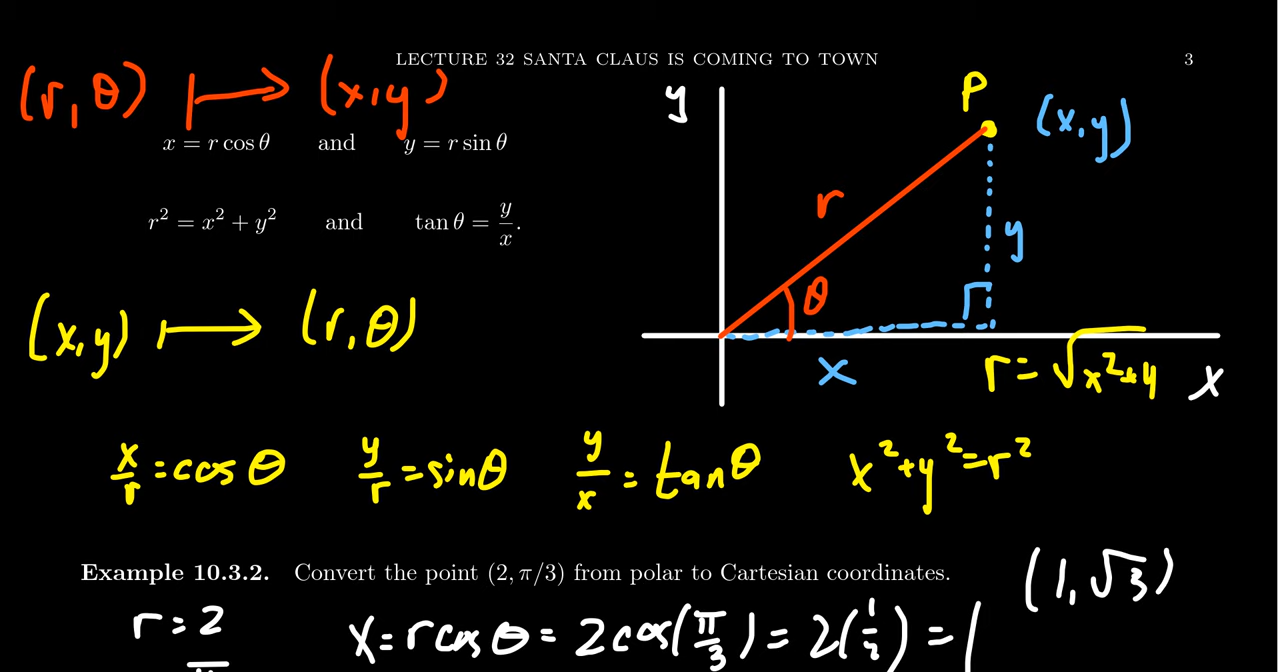 LECTURE 32 SANTA CLAUS IS COMING TO TOWN 3
(r, θ) ↦ (x, y)
x = r cos θ and y = r sin θ
r² = x² + y² and tan θ = y/x.
(x, y) ↦ (r, θ)
y
P
(x, y)
r
y
θ
x
r = √x²+y
x
x/r = cos θ y/r = sin θ y/x = tan θ x² + y² = r²
Example 10.3.2. Convert the point (2, π/3) from polar to Cartesian coordinates.
(1, √3)
r = 2 x = r cos θ = 2 cos(π/3) = 2(1/2) = 1
π